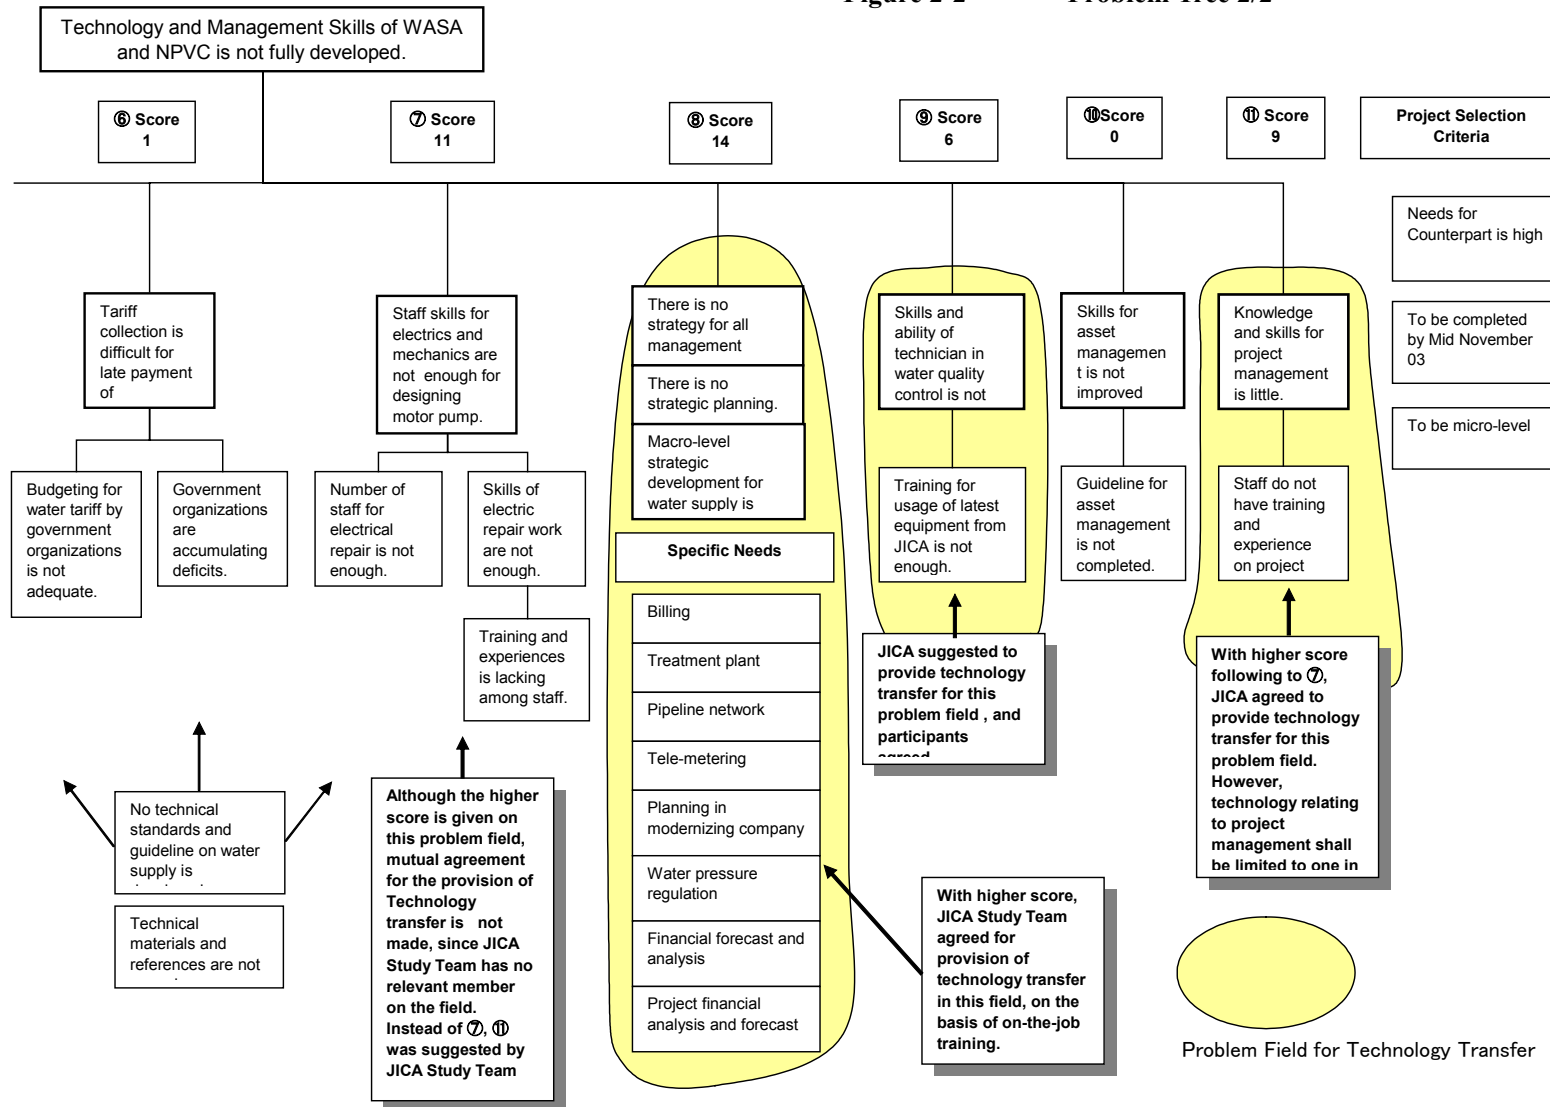 Figure 2-2 Problem Tree 2/2
Technology and Management Skills of WASA
and NPVC is not fully developed.
⑥ Score
1
⑦ Score
11
⑧ Score
14
⑨ Score
6
⑩Score
0
⑪ Score
9
Project Selection
Criteria
Needs for
Counterpart is high
To be completed
by Mid November
03
To be micro-level
Tariff
collection is
difficult for
late payment
of
Budgeting for
water tariff by
government
organizations
is not
adequate.
Government
organizations
are
accumulating
deficits.
Staff skills for
electrics and
mechanics are
not enough for
designing
motor pump.
Number of
staff for
electrical
repair is not
enough.
Skills of
electric
repair work
are not
enough.
Training and
experiences
is lacking
among staff.
There is no
strategy for all
management
There is no
strategic planning.
Macro-level
strategic
development for
water supply is
Specific Needs
Billing
Treatment plant
Pipeline network
Tele-metering
Planning in
modernizing company
Water pressure
regulation
Financial forecast and
analysis
Project financial
analysis and forecast
Skills and
ability of
technician in
water quality
control is not
Training for
usage of latest
equipment from
JICA is not
enough.
JICA suggested to
provide technology
transfer for this
problem field , and
participants
agreed
Skills for
asset
managemen
t is not
improved
Guideline for
asset
management
is not
completed.
Knowledge
and skills for
project
management
is little.
Staff do not
have training
and
experience
on project
With higher score
following to ⑦,
JICA agreed to
provide technology
transfer for this
problem field.
However,
technology relating
to project
management shall
be limited to one in
No technical
standards and
guideline on water
supply is
Technical
materials and
references are not
Although the higher
score is given on
this problem field,
mutual agreement
for the provision of
Technology
transfer is not
made, since JICA
Study Team has no
relevant member
on the field.
Instead of ⑦, ⑪
was suggested by
JICA Study Team
With higher score,
JICA Study Team
agreed for
provision of
technology transfer
in this field, on the
basis of on-the-job
training.
Problem Field for Technology Transfer